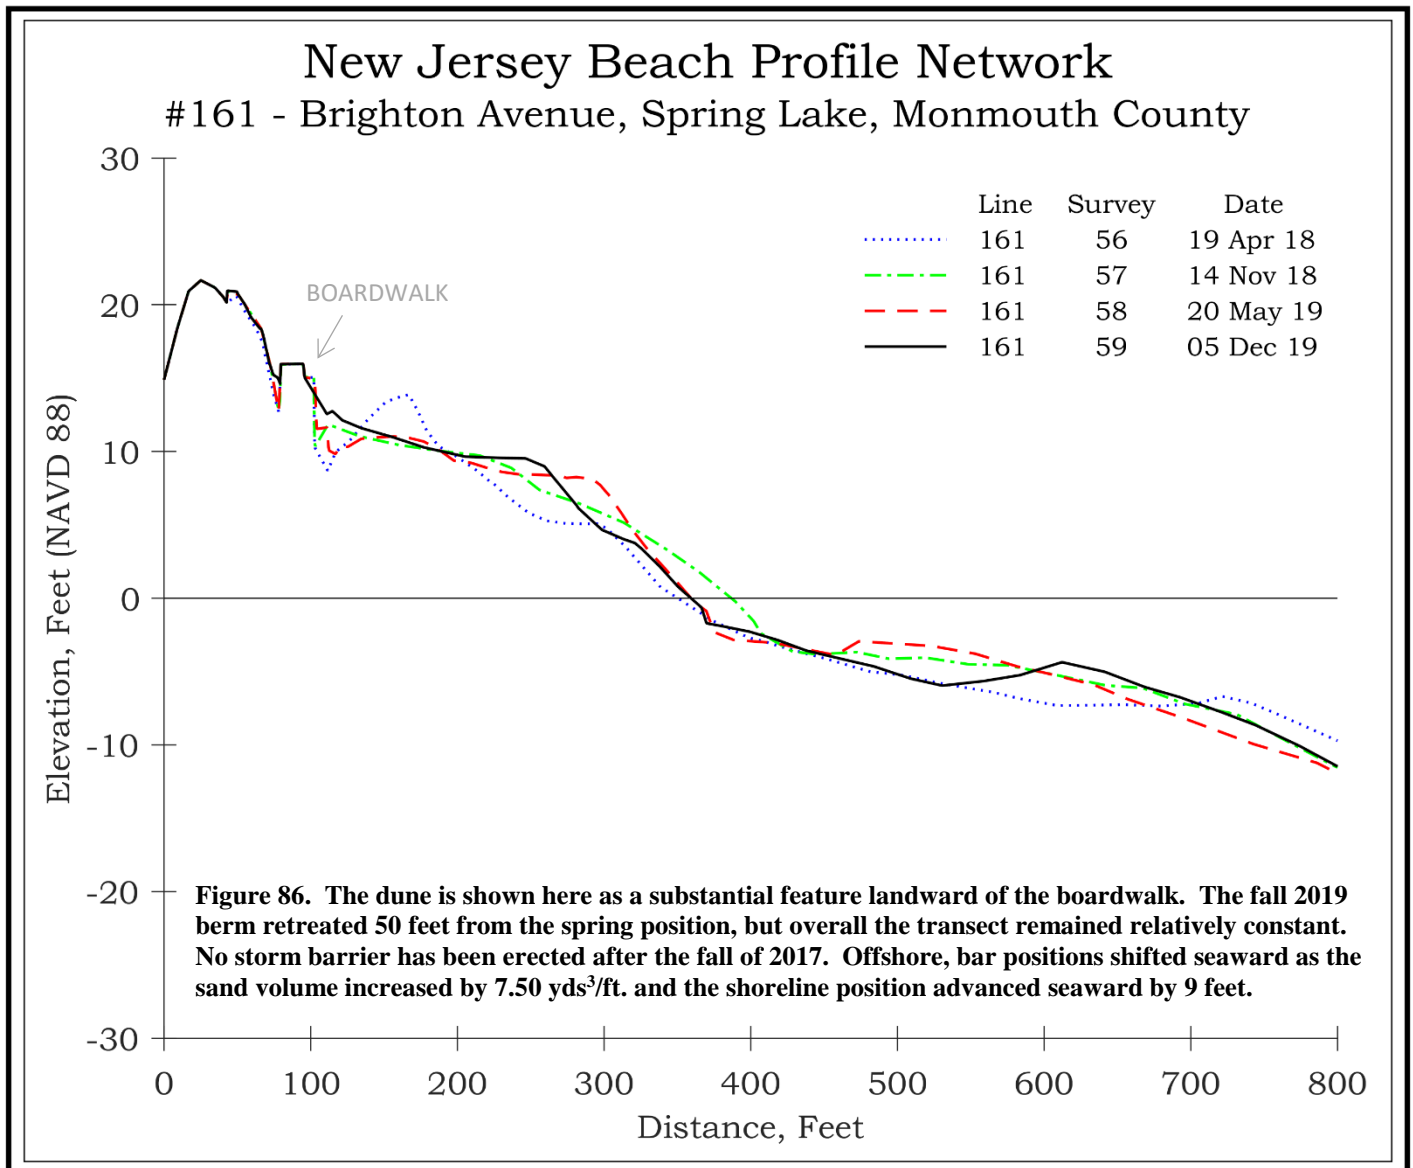 New Jersey Beach Profile Network
#161 - Brighton Avenue, Spring Lake, Monmouth County
Line Survey Date
161 56 19 Apr 18
161 57 14 Nov 18
161 58 20 May 19
161 59 05 Dec 19
BOARDWALK
Elevation, Feet (NAVD 88)
30
20
10
0
-10
-20
-30
Figure 86. The dune is shown here as a substantial feature landward of the boardwalk. The fall 2019
berm retreated 50 feet from the spring position, but overall the transect remained relatively constant.
No storm barrier has been erected after the fall of 2017. Offshore, bar positions shifted seaward as the
sand volume increased by 7.50 yds³/ft. and the shoreline position advanced seaward by 9 feet.
0 100 200 300 400 500 600 700 800
Distance, Feet